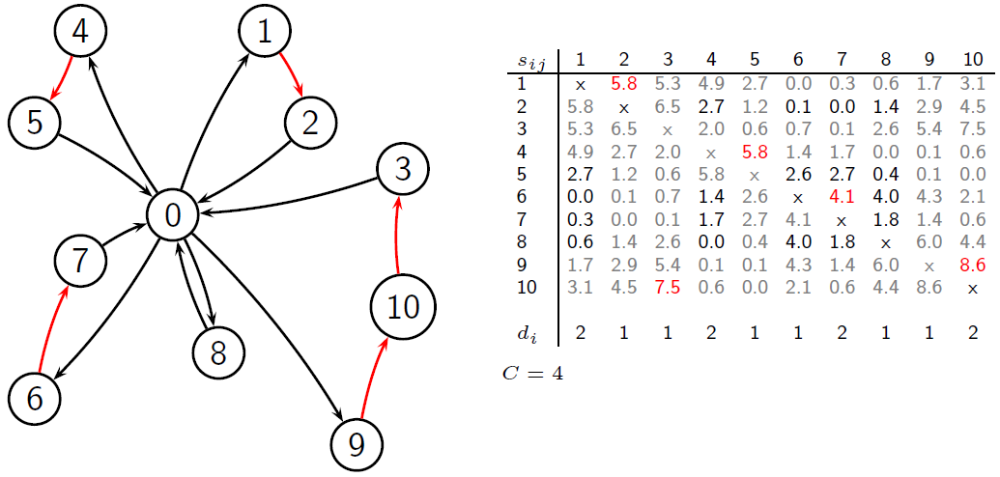 4
1
5
2
3
0
7
10
8
6
9
s_{ij} 1 2 3 4 5 6 7 8 9 10
1 x 5.8 5.3 4.9 2.7 0.0 0.3 0.6 1.7 3.1
2 5.8 x 6.5 2.7 1.2 0.1 0.0 1.4 2.9 4.5
3 5.3 6.5 x 2.0 0.6 0.7 0.1 2.6 5.4 7.5
4 4.9 2.7 2.0 x 5.8 1.4 1.7 0.0 0.1 0.6
5 2.7 1.2 0.6 5.8 x 2.6 2.7 0.4 0.1 0.0
6 0.0 0.1 0.7 1.4 2.6 x 4.1 4.0 4.3 2.1
7 0.3 0.0 0.1 1.7 2.7 4.1 x 1.8 1.4 0.6
8 0.6 1.4 2.6 0.0 0.4 4.0 1.8 x 6.0 4.4
9 1.7 2.9 5.4 0.1 0.1 4.3 1.4 6.0 x 8.6
10 3.1 4.5 7.5 0.6 0.0 2.1 0.6 4.4 8.6 x
d_i 2 1 1 2 1 1 2 1 1 2
C = 4